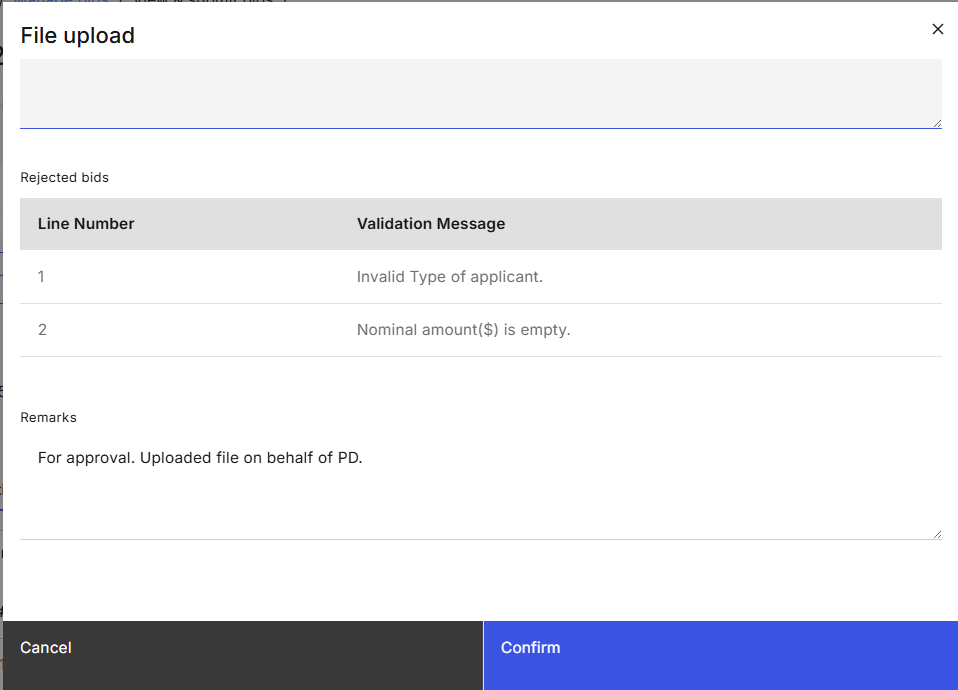 File upload
Rejected bids
Line Number Validation Message
1 Invalid Type of applicant.
2 Nominal amount($) is empty.
Remarks
For approval. Uploaded file on behalf of PD.
Cancel Confirm